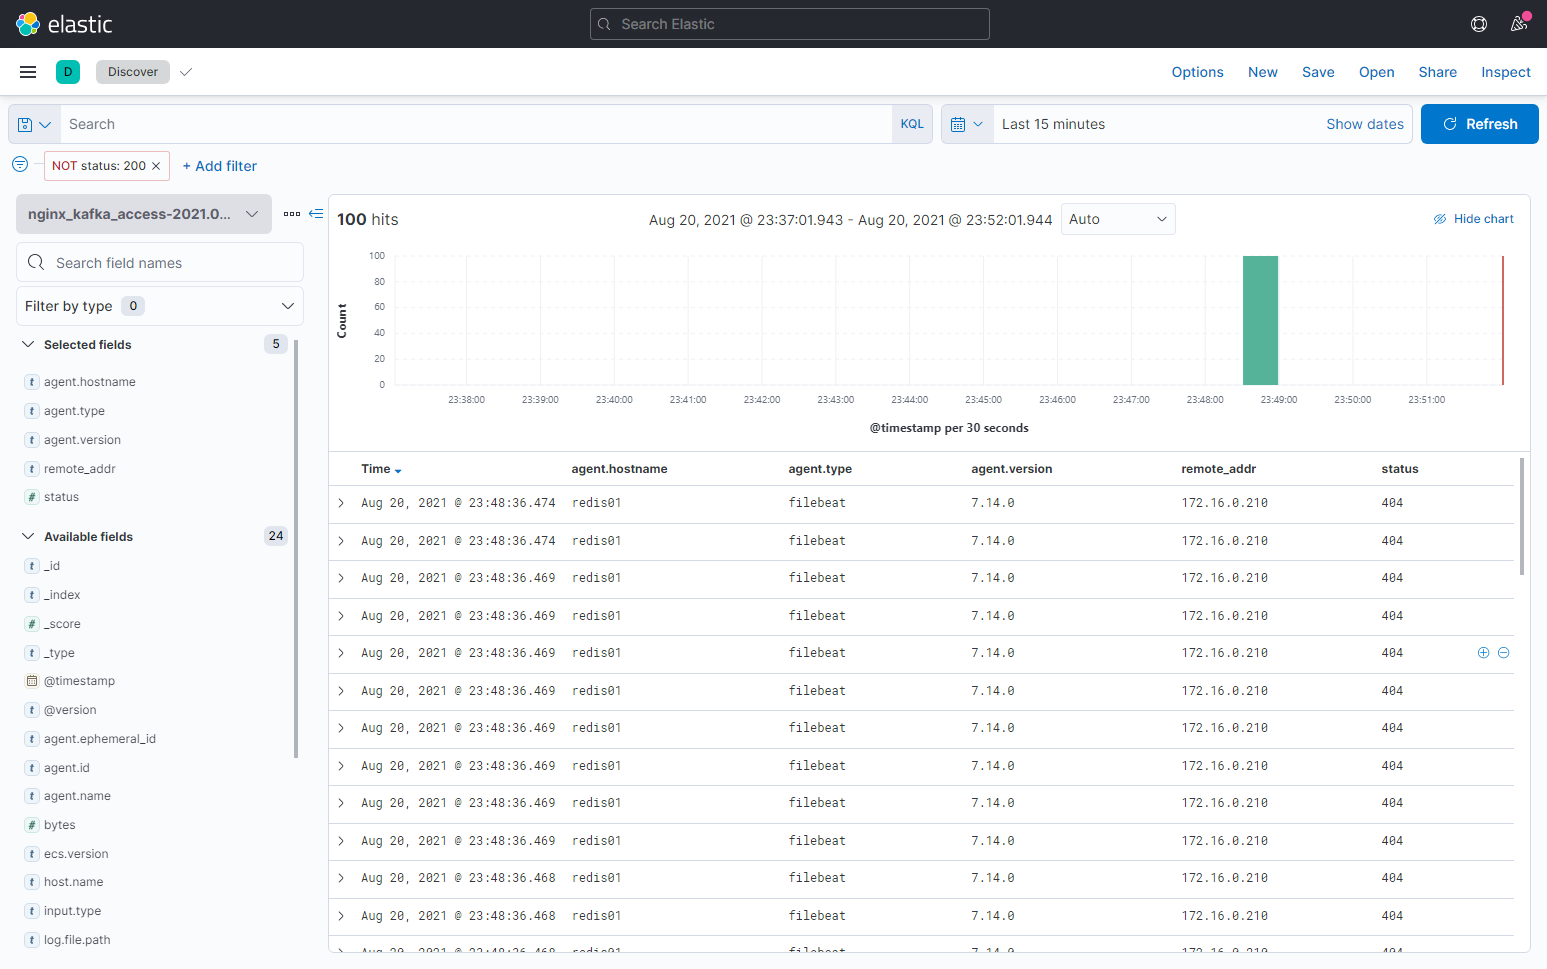 elastic
Search Elastic
D
Discover
Options New Save Open Share Inspect
Search
KQL
Last 15 minutes
Show dates
Refresh
NOT status: 200 ×
+ Add filter
nginx_kafka_access-2021.0...
Search field names
Filter by type 0
Selected fields 5
t agent.hostname
t agent.type
t agent.version
t remote_addr
# status
Available fields 24
t _id
t _index
# _score
t _type
@timestamp
t @version
t agent.ephemeral_id
t agent.id
t agent.name
# bytes
t ecs.version
t host.name
t input.type
t log.file.path
100 hits
Aug 20, 2021 @ 23:37:01.943 - Aug 20, 2021 @ 23:52:01.944
Auto
Hide chart
100
80
60
40
20
0
Count
23:38:00 23:39:00 23:40:00 23:41:00 23:42:00 23:43:00 23:44:00 23:45:00 23:46:00 23:47:00 23:48:00 23:49:00 23:50:00 23:51:00
@timestamp per 30 seconds
Time agent.hostname agent.type agent.version remote_addr status
Aug 20, 2021 @ 23:48:36.474 redis01 filebeat 7.14.0 172.16.0.210 404
Aug 20, 2021 @ 23:48:36.474 redis01 filebeat 7.14.0 172.16.0.210 404
Aug 20, 2021 @ 23:48:36.469 redis01 filebeat 7.14.0 172.16.0.210 404
Aug 20, 2021 @ 23:48:36.469 redis01 filebeat 7.14.0 172.16.0.210 404
Aug 20, 2021 @ 23:48:36.469 redis01 filebeat 7.14.0 172.16.0.210 404
Aug 20, 2021 @ 23:48:36.469 redis01 filebeat 7.14.0 172.16.0.210 404
Aug 20, 2021 @ 23:48:36.469 redis01 filebeat 7.14.0 172.16.0.210 404
Aug 20, 2021 @ 23:48:36.469 redis01 filebeat 7.14.0 172.16.0.210 404
Aug 20, 2021 @ 23:48:36.469 redis01 filebeat 7.14.0 172.16.0.210 404
Aug 20, 2021 @ 23:48:36.469 redis01 filebeat 7.14.0 172.16.0.210 404
Aug 20, 2021 @ 23:48:36.468 redis01 filebeat 7.14.0 172.16.0.210 404
Aug 20, 2021 @ 23:48:36.468 redis01 filebeat 7.14.0 172.16.0.210 404
Aug 20, 2021 @ 23:48:36.468 redis01 filebeat 7.14.0 172.16.0.210 404